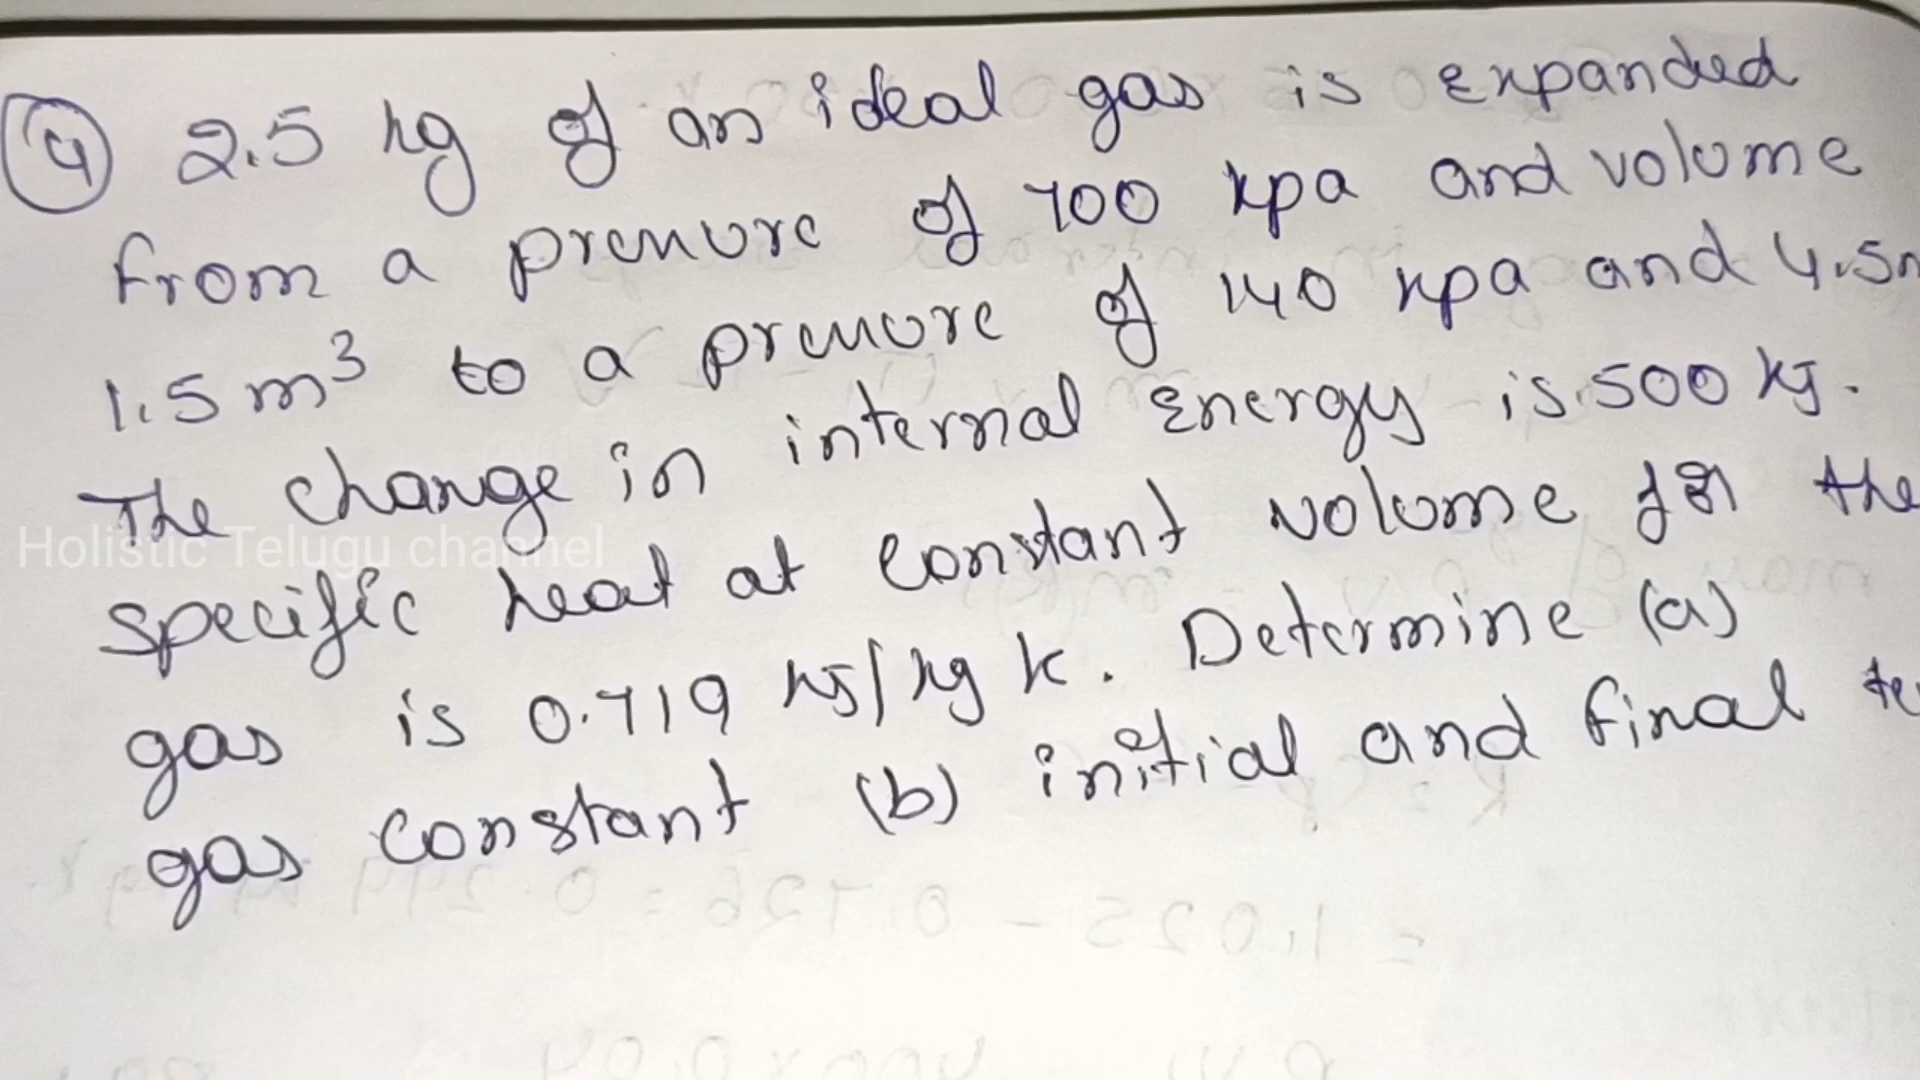 4 2.5 kg of an ideal gas is expanded
from a pressure of 700 kpa and volume
1.5 m³ to a pressure of 140 kpa and 4.5
The change in internal energy is 500 kJ.
Holistic Telugu channel
specific heat at constant volume for the
gas is 0.719 kJ/kg k. Determine (a)
gas constant (b) initial and final